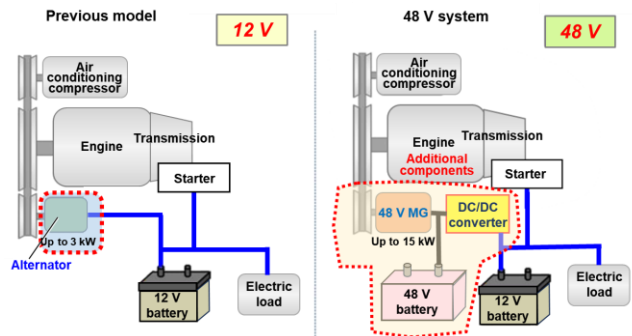 Previous model
12 V
Air
conditioning
compressor
Engine
Transmission
Starter
Up to 3 kW
Alternator
12 V
battery
Electric
load
48 V system
48 V
Air
conditioning
compressor
Engine
Transmission
Additional
components
Starter
48 V MG
DC/DC
converter
Up to 15 kW
48 V
battery
12 V
battery
Electric
load